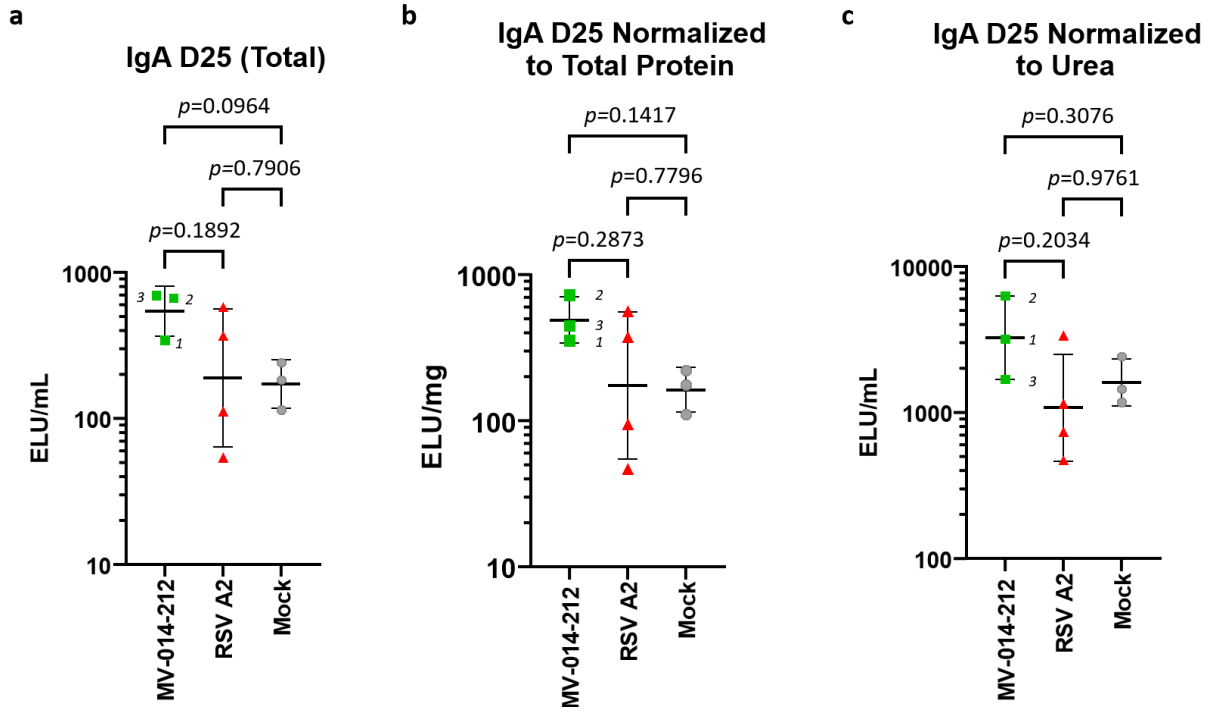 a
IgA D25 (Total)
p=0.0964
p=0.7906
p=0.1892
1000
100
10
ELU/mL
3
2
1
MV-014-212
RSV A2
Mock
b
IgA D25 Normalized
to Total Protein
p=0.1417
p=0.7796
p=0.2873
1000
100
10
ELU/mg
2
3
1
MV-014-212
RSV A2
Mock
c
IgA D25 Normalized
to Urea
p=0.3076
p=0.9761
p=0.2034
10000
1000
100
ELU/mL
2
1
3
MV-014-212
RSV A2
Mock